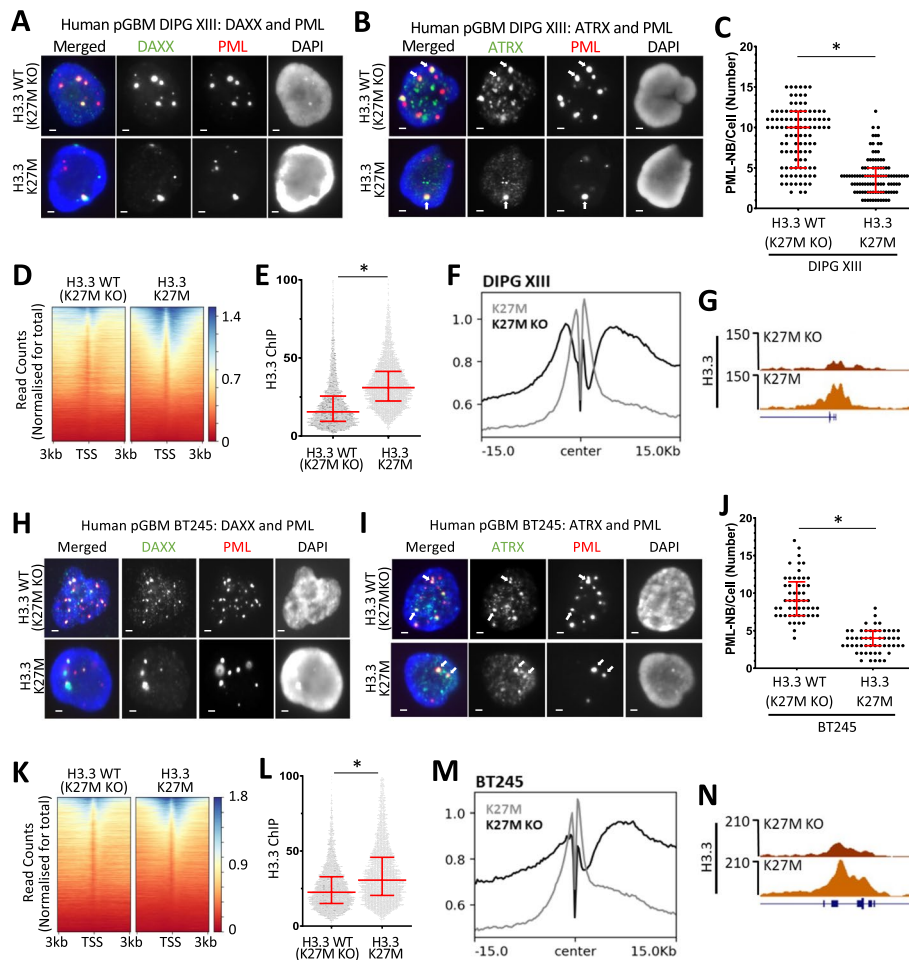 A
Human pGBM DIPG XIII: DAXX and PML
Merged DAXX PML DAPI
H3.3 WT
(K27M KO)
H3.3
K27M
B
Human pGBM DIPG XIII: ATRX and PML
Merged ATRX PML DAPI
H3.3 WT
(K27M KO)
H3.3
K27M
C
PML-NB/Cell (Number)
20
15
10
5
0
*
H3.3 WT
(K27M KO)
H3.3
K27M
DIPG XIII
D
H3.3 WT
(K27M KO)
H3.3
K27M
Read Counts
(Normalised for total)
1.4
0.7
0
3kb TSS 3kb 3kb TSS 3kb
E
H3.3 ChIP
100
50
0
*
H3.3 WT
(K27M KO)
H3.3
K27M
F
DIPG XIII
K27M
K27M KO
1.0
0.8
0.6
-15.0 center 15.0Kb
G
H3.3
150
K27M KO
150
K27M
H
Human pGBM BT245: DAXX and PML
Merged DAXX PML DAPI
H3.3 WT
(K27M KO)
H3.3
K27M
I
Human pGBM BT245: ATRX and PML
Merged ATRX PML DAPI
H3.3 WT
(K27MKO)
H3.3
K27M
J
PML-NB/Cell (Number)
20
15
10
5
0
*
H3.3 WT
(K27M KO)
H3.3
K27M
BT245
K
H3.3 WT
(K27M KO)
H3.3
K27M
Read Counts
(Normalised for total)
1.8
0.9
0
3kb TSS 3kb 3kb TSS 3kb
L
H3.3 ChIP
100
50
0
*
H3.3 WT
(K27M KO)
H3.3
K27M
M
BT245
K27M
K27M KO
1.0
0.8
0.6
-15.0 center 15.0Kb
N
H3.3
210
K27M KO
210
K27M